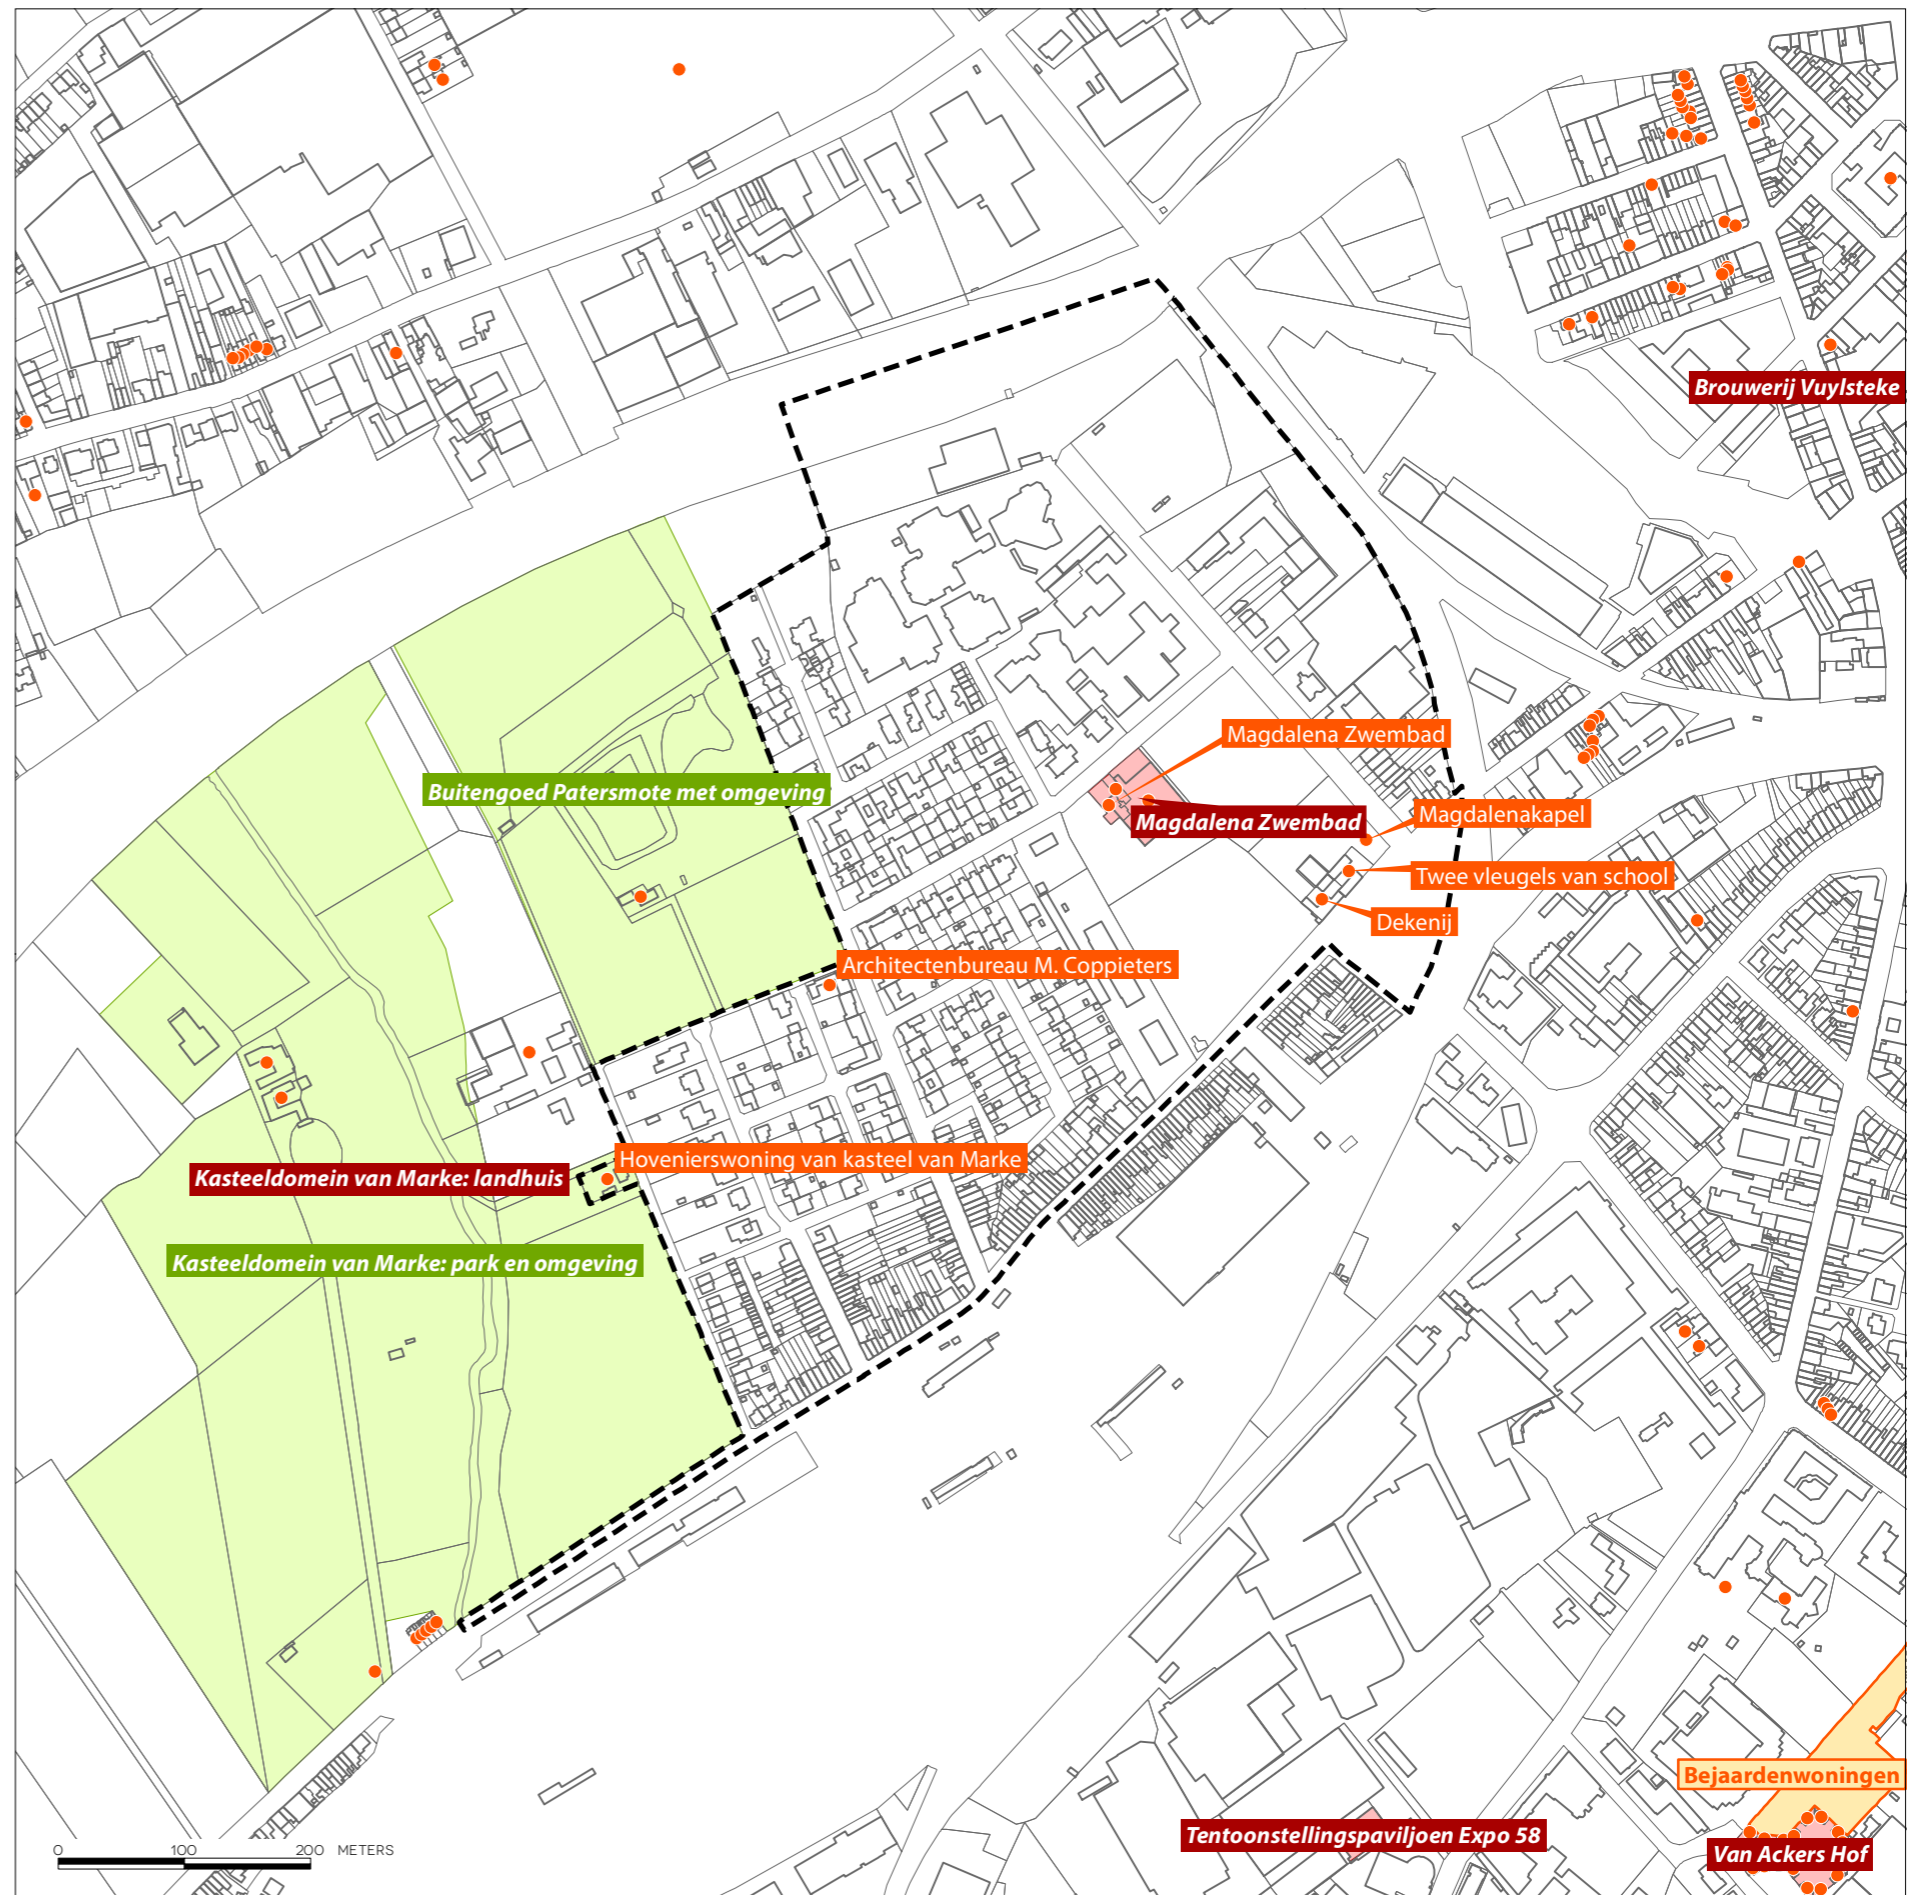 Brouwerij Vuylsteke
Magdalena Zwembad
Buitengoed Patersmote met omgeving
Magdalena Zwembad
Magdalenakapel
Twee vleugels van school
Dekenij
Architectenbureau M. Coppieters
Hovenierswoning van kasteel van Marke
Kasteeldomein van Marke: landhuis
Kasteeldomein van Marke: park en omgeving
Bejaardenwoningen
Tentoonstellingspaviljoen Expo 58
Van Ackers Hof
0 100 200 METERS